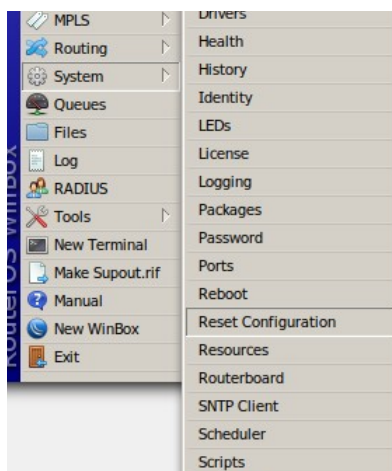 MPLS
Routing
System
Queues
Files
Log
RADIUS
Tools
New Terminal
Make Supout.rif
Manual
New WinBox
Exit
RouterOS WinBox
Drivers
Health
History
Identity
LEDs
License
Logging
Packages
Password
Ports
Reboot
Reset Configuration
Resources
Routerboard
SNTP Client
Scheduler
Scripts